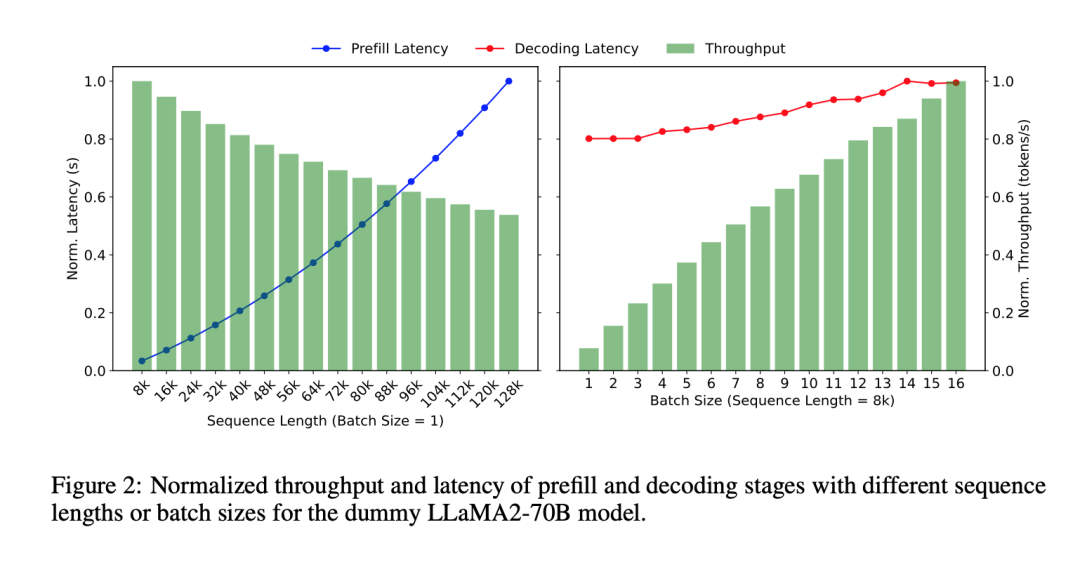 Prefill Latency Decoding Latency Throughput
1.0
0.8
0.6
0.4
0.2
0.0
Norm. Latency (s)
8k 16k 24k 32k 40k 48k 56k 64k 72k 80k 88k 96k 104k 112k 120k 128k
Sequence Length (Batch Size = 1)
1 2 3 4 5 6 7 8 9 10 11 12 13 14 15 16
Batch Size (Sequence Length = 8k)
1.0
0.8
0.6
0.4
0.2
0.0
Norm. Throughput (tokens/s)
Figure 2: Normalized throughput and latency of prefill and decoding stages with different sequence
lengths or batch sizes for the dummy LLaMA2-70B model.